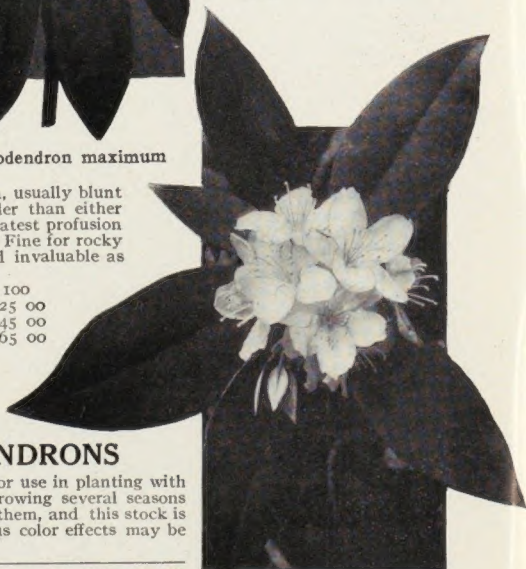 odendron maximum
, usually blunt
ler than either
atest profusion
Fine for rocky
d invaluable as
100
25 00
45 00
65 00
NDRONS
or use in planting with
rowing several seasons
them, and this stock is
us color effects may be